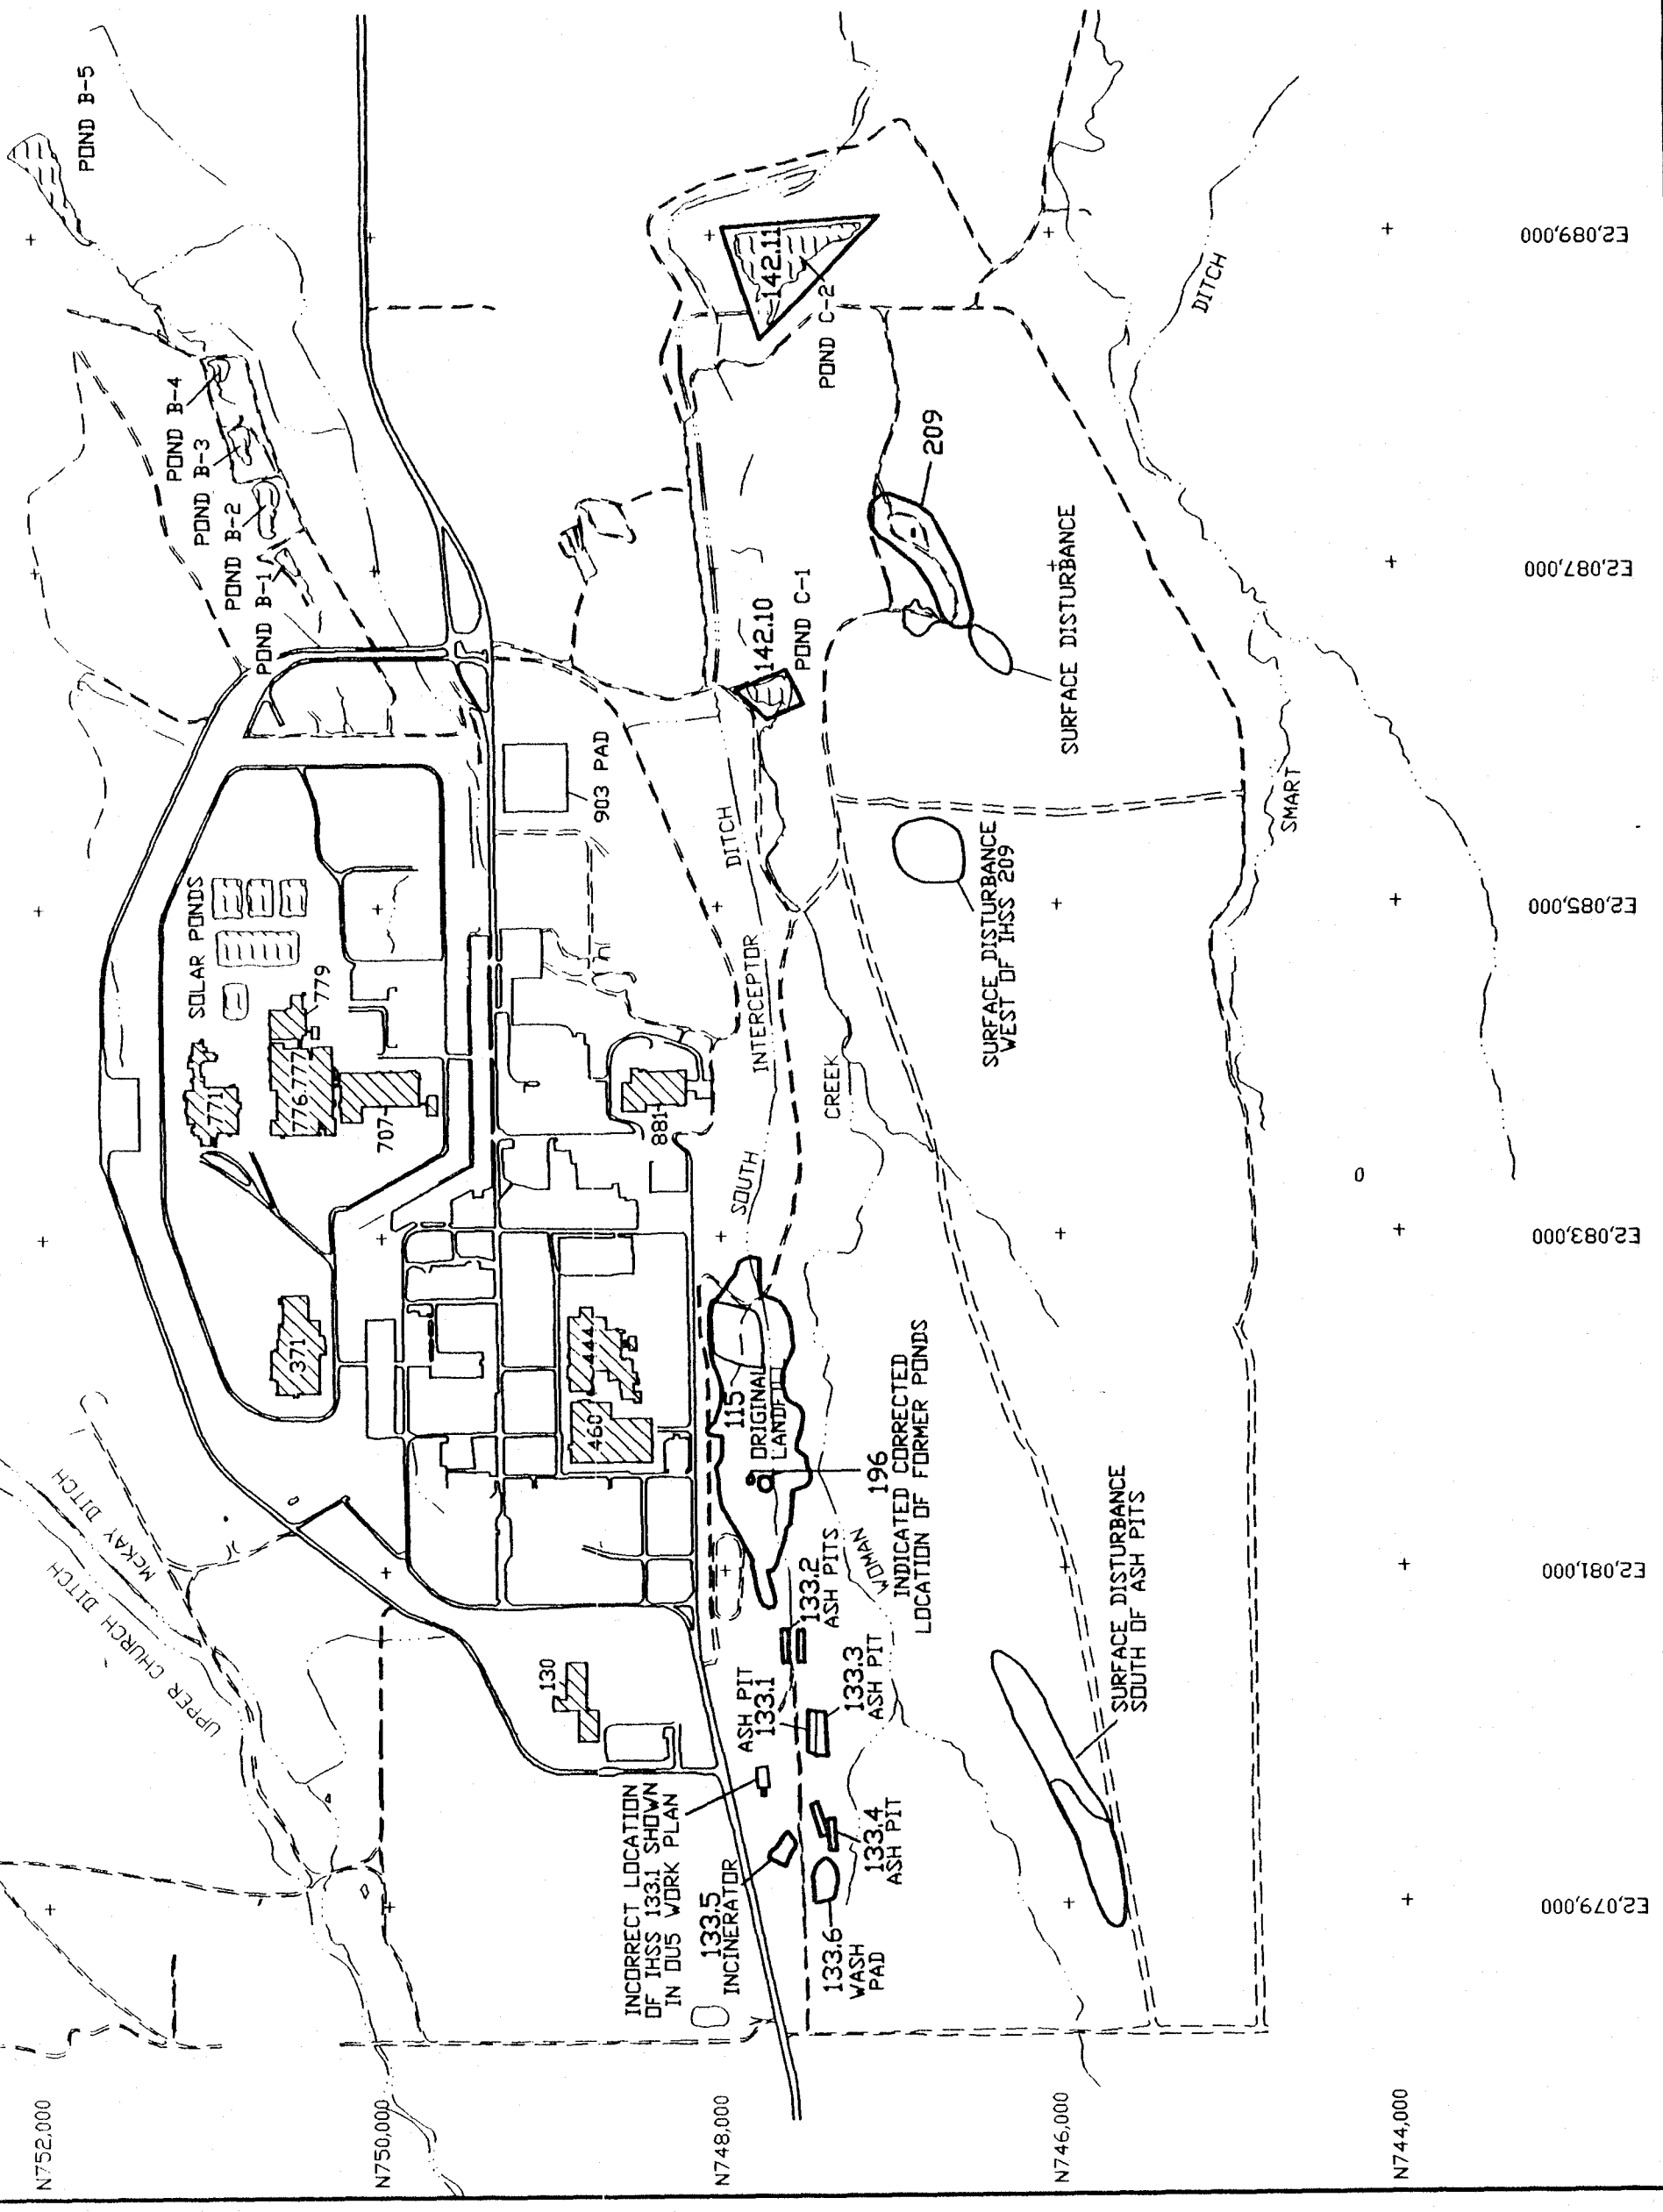 N752,000
N750,000
N748,000
N746,000
N744,000
E2,079,000
E2,081,000
E2,083,000
E2,085,000
E2,087,000
E2,089,000
UPPER CHURCH DITCH
McKAY DITCH
130
371
460
444
771
776.777
779
707
881
SOLAR PONDS
903 PAD
POND B-1
POND B-2
POND B-3
POND B-4
POND B-5
INCORRECT LOCATION
OF IHSS 133.1 SHOWN
IN OU5 WORK PLAN
133.5
INCINERATOR
133.6
WASH
PAD
133.4
ASH PIT
ASH PIT
133.1
133.3
ASH PIT
133.2
ASH PITS
115
ORIGINAL
LANDFILL
196
INDICATED CORRECTED
LOCATION OF FORMER PONDS
WOMAN
CREEK
SOUTH
INTERCEPTOR
DITCH
142.10
POND C-1
142.11
POND C-2
209
SURFACE DISTURBANCE
SURFACE DISTURBANCE
WEST OF IHSS 209
SURFACE DISTURBANCE
SOUTH OF ASH PITS
SMART
DITCH